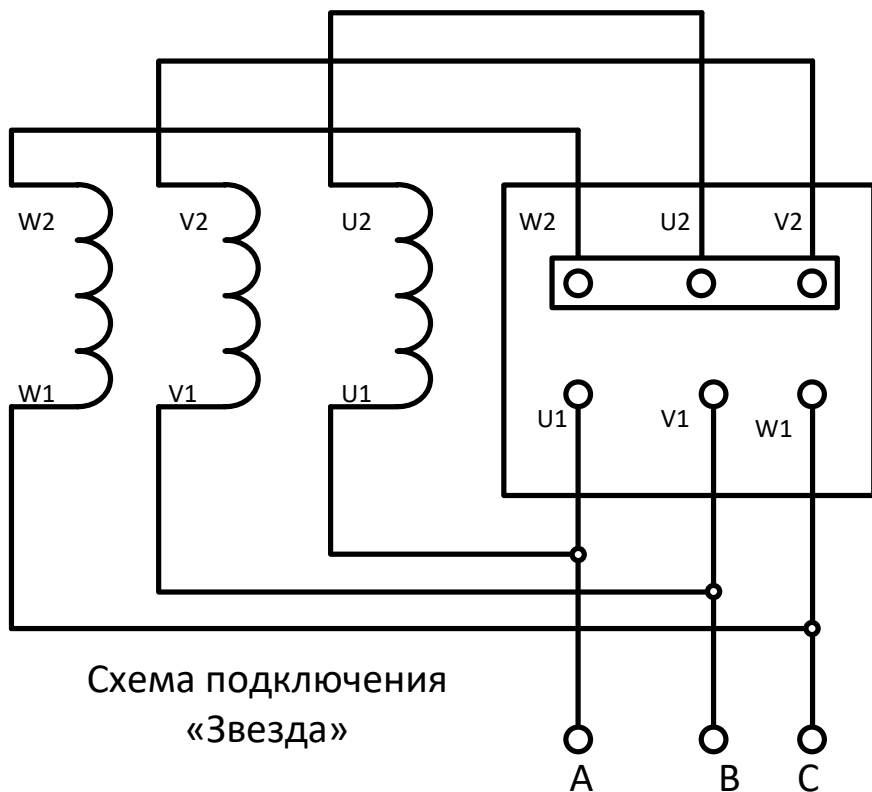 W2 V2 U2 W2 U2 V2
W1 V1 U1 U1 V1 W1
Схема подключения
«Звезда»
A B C